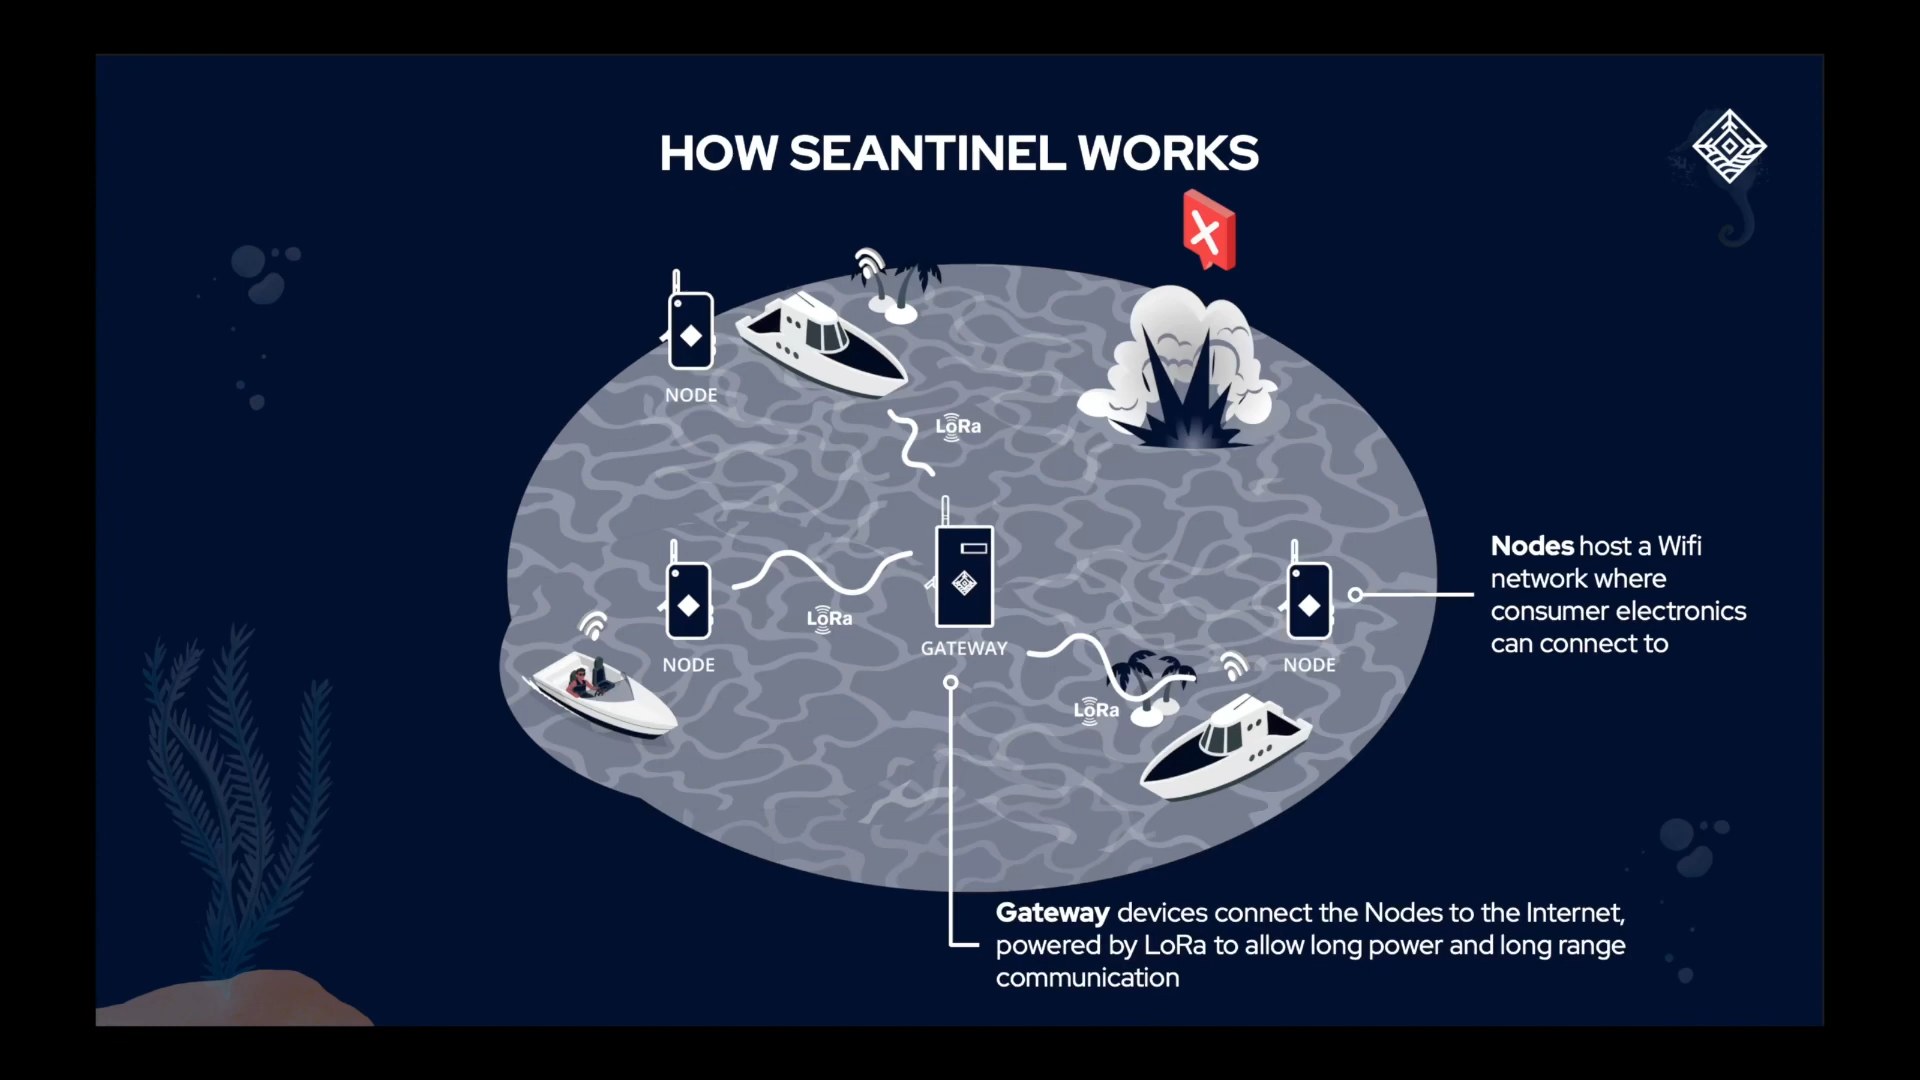 HOW SEANTINEL WORKS
NODE
LoRa
NODE
LoRa
GATEWAY
LoRa
NODE
Nodes host a Wifi
network where
consumer electronics
can connect to
Gateway devices connect the Nodes to the Internet,
powered by LoRa to allow long power and long range
communication